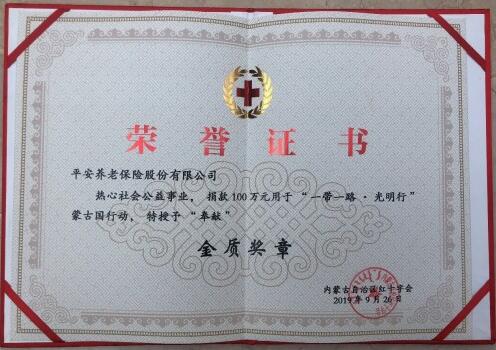 荣誉证书
平安养老保险股份有限公司
热心社会公益事业，捐款100万元用于“一带一路·光明行”
蒙古国行动，特授予“奉献”
金质奖章
内蒙古自治区红十字会
2019年9月26日